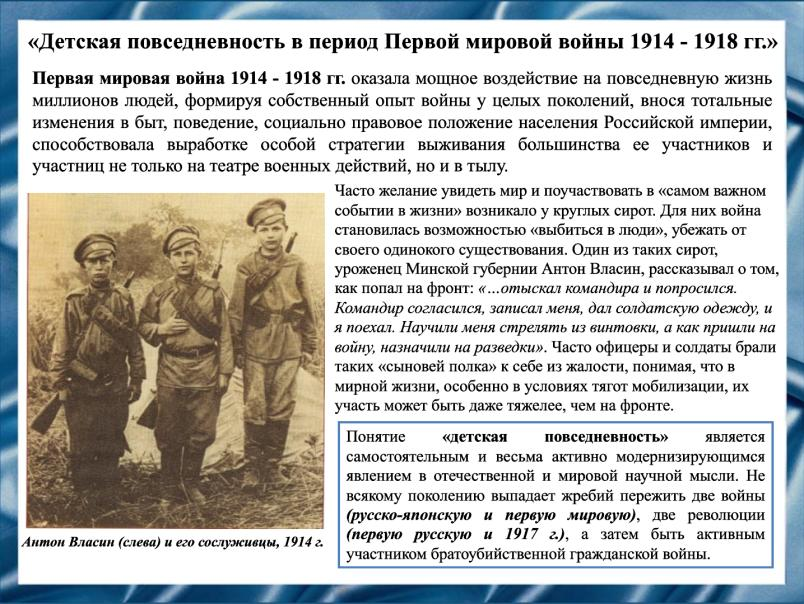 «Детская повседневность в период Первой мировой войны 1914 - 1918 гг.»
Первая мировая война 1914 - 1918 гг. оказала мощное воздействие на повседневную жизнь
миллионов людей, формируя собственный опыт войны у целых поколений, внося тотальные
изменения в быт, поведение, социально правовое положение населения Российской империи,
способствовала выработке особой стратегии выживания большинства ее участников и
участниц не только на театре военных действий, но и в тылу.
Часто желание увидеть мир и поучаствовать в «самом важном
событии в жизни» возникало у круглых сирот. Для них война
становилась возможностью «выбиться в люди», убежать от
своего одинокого существования. Один из таких сирот,
уроженец Минской губернии Антон Власин, рассказывал о том,
как попал на фронт: «…отыскал командира и попросился.
Командир согласился, записал меня, дал солдатскую одежду, и
я поехал. Научили меня стрелять из винтовки, а как пришли на
войну, назначили на разведки». Часто офицеры и солдаты брали
таких «сыновей полка» к себе из жалости, понимая, что в
мирной жизни, особенно в условиях тягот мобилизации, их
участь может быть даже тяжелее, чем на фронте.
Антон Власин (слева) и его сослуживцы, 1914 г.
Понятие «детская повседневность» является
самостоятельным и весьма активно модернизирующимся
явлением в отечественной и мировой научной мысли. Не
всякому поколению выпадает жребий пережить две войны
(русско-японскую и первую мировую), две революции
(первую русскую и 1917 г.), а затем быть активным
участником братоубийственной гражданской войны.